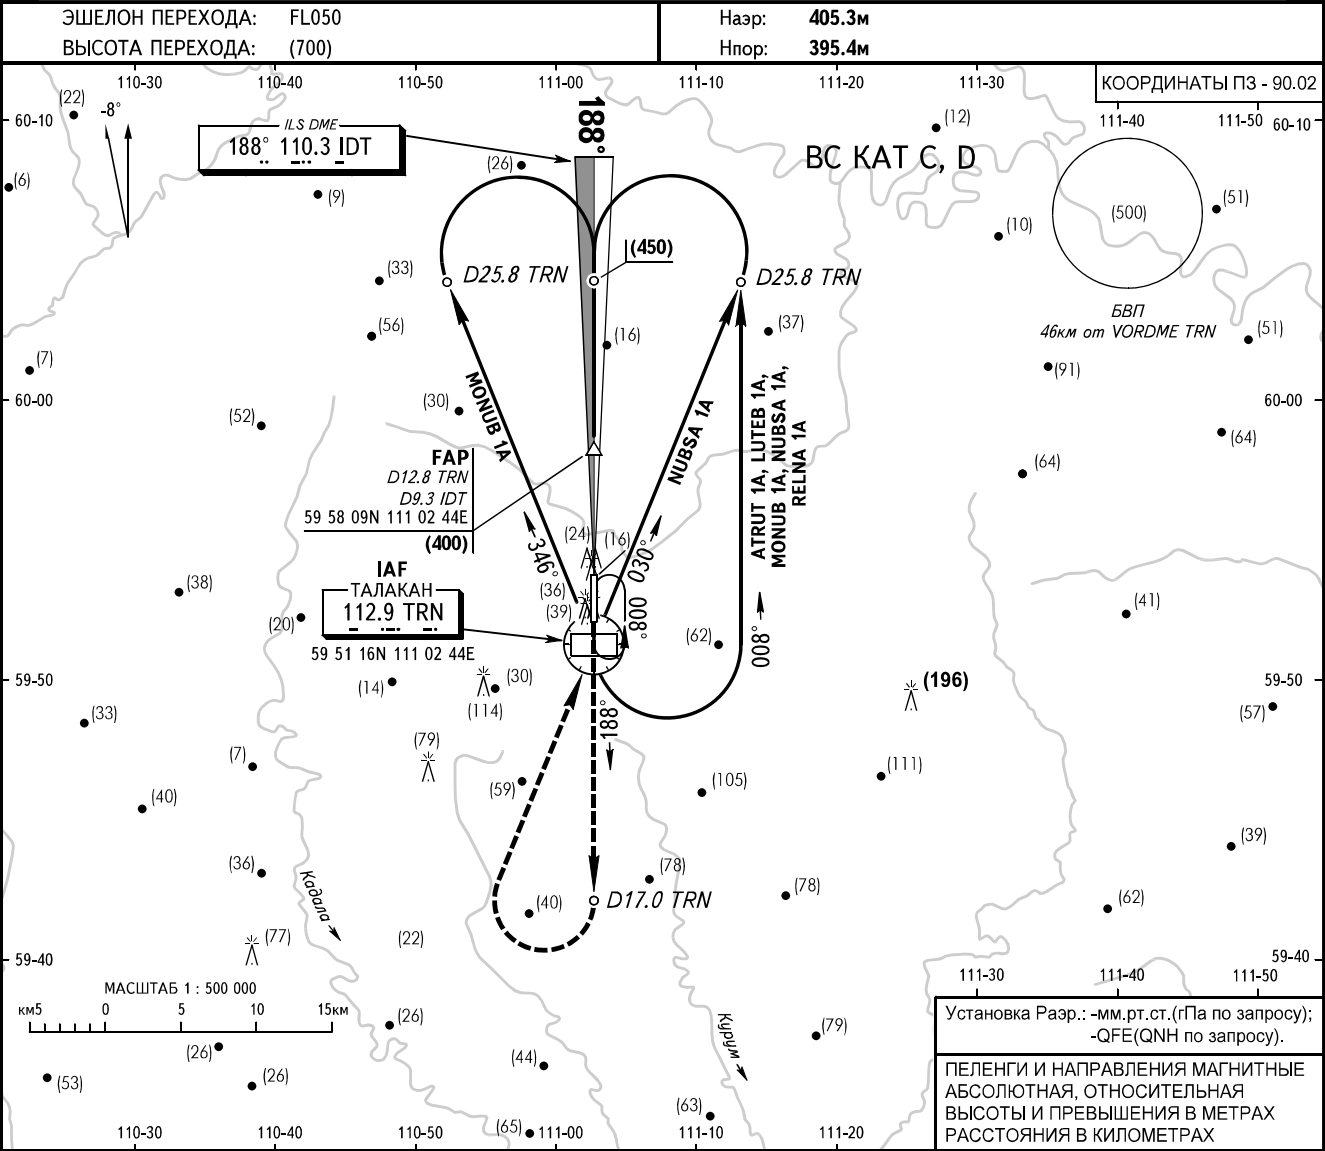 ЭШЕЛОН ПЕРЕХОДА: FL050
ВЫСОТА ПЕРЕХОДА: (700)
Наэр: 405.3м
Нпор: 395.4м
110-30 110-40 110-50 111-00 111-10 111-20 111-30
КООРДИНАТЫ ПЗ - 90.02
111-40 111-50
60-10 60-10
(22)
-8°
ILS DME
188° 110.3 IDT
188°
(12)
ВС КАТ C, D
(26)
(6)
(9)
(51)
(500)
(10)
(450)
(33)
D25.8 TRN
D25.8 TRN
БВП
46км от VORDME TRN
(56)
(16)
(37)
(51)
(7)
(91)
60-00 60-00
MONUB 1A
NUBSA 1A
ATRUT 1A, LUTEB 1A,
MONUB 1A, NUBSA 1A,
RELNA 1A
(30)
(52)
(64)
(64)
FAP
D12.8 TRN
D9.3 IDT
59 58 09N 111 02 44E
(400)
(24)
(16)
346°
030°
008°
008°
IAF
ТАЛАКАН
112.9 TRN
59 51 16N 111 02 44E
(36)
(39)
(38)
(20)
(41)
(62)
59-50 59-50
(14)
(30)
(114)
(196)
(33)
(57)
188°
(79)
(7)
(59)
(105)
(111)
(40)
(39)
(36)
(78)
(78)
(62)
Кадала
(40)
D17.0 TRN
(77)
(22)
59-40 59-40
111-30 111-40 111-50
МАСШТАБ 1 : 500 000
км5 0 5 10 15км
(26)
(26)
(26)
(53)
(44)
Курум
(79)
(63)
(65)
110-30 110-40 110-50 111-00 111-10 111-20
Установка Раэр.: -мм.рт.ст.(гПа по запросу);
-QFE(QNH по запросу).
ПЕЛЕНГИ И НАПРАВЛЕНИЯ МАГНИТНЫЕ
АБСОЛЮТНАЯ, ОТНОСИТЕЛЬНАЯ
ВЫСОТЫ И ПРЕВЫШЕНИЯ В МЕТРАХ
РАССТОЯНИЯ В КИЛОМЕТРАХ